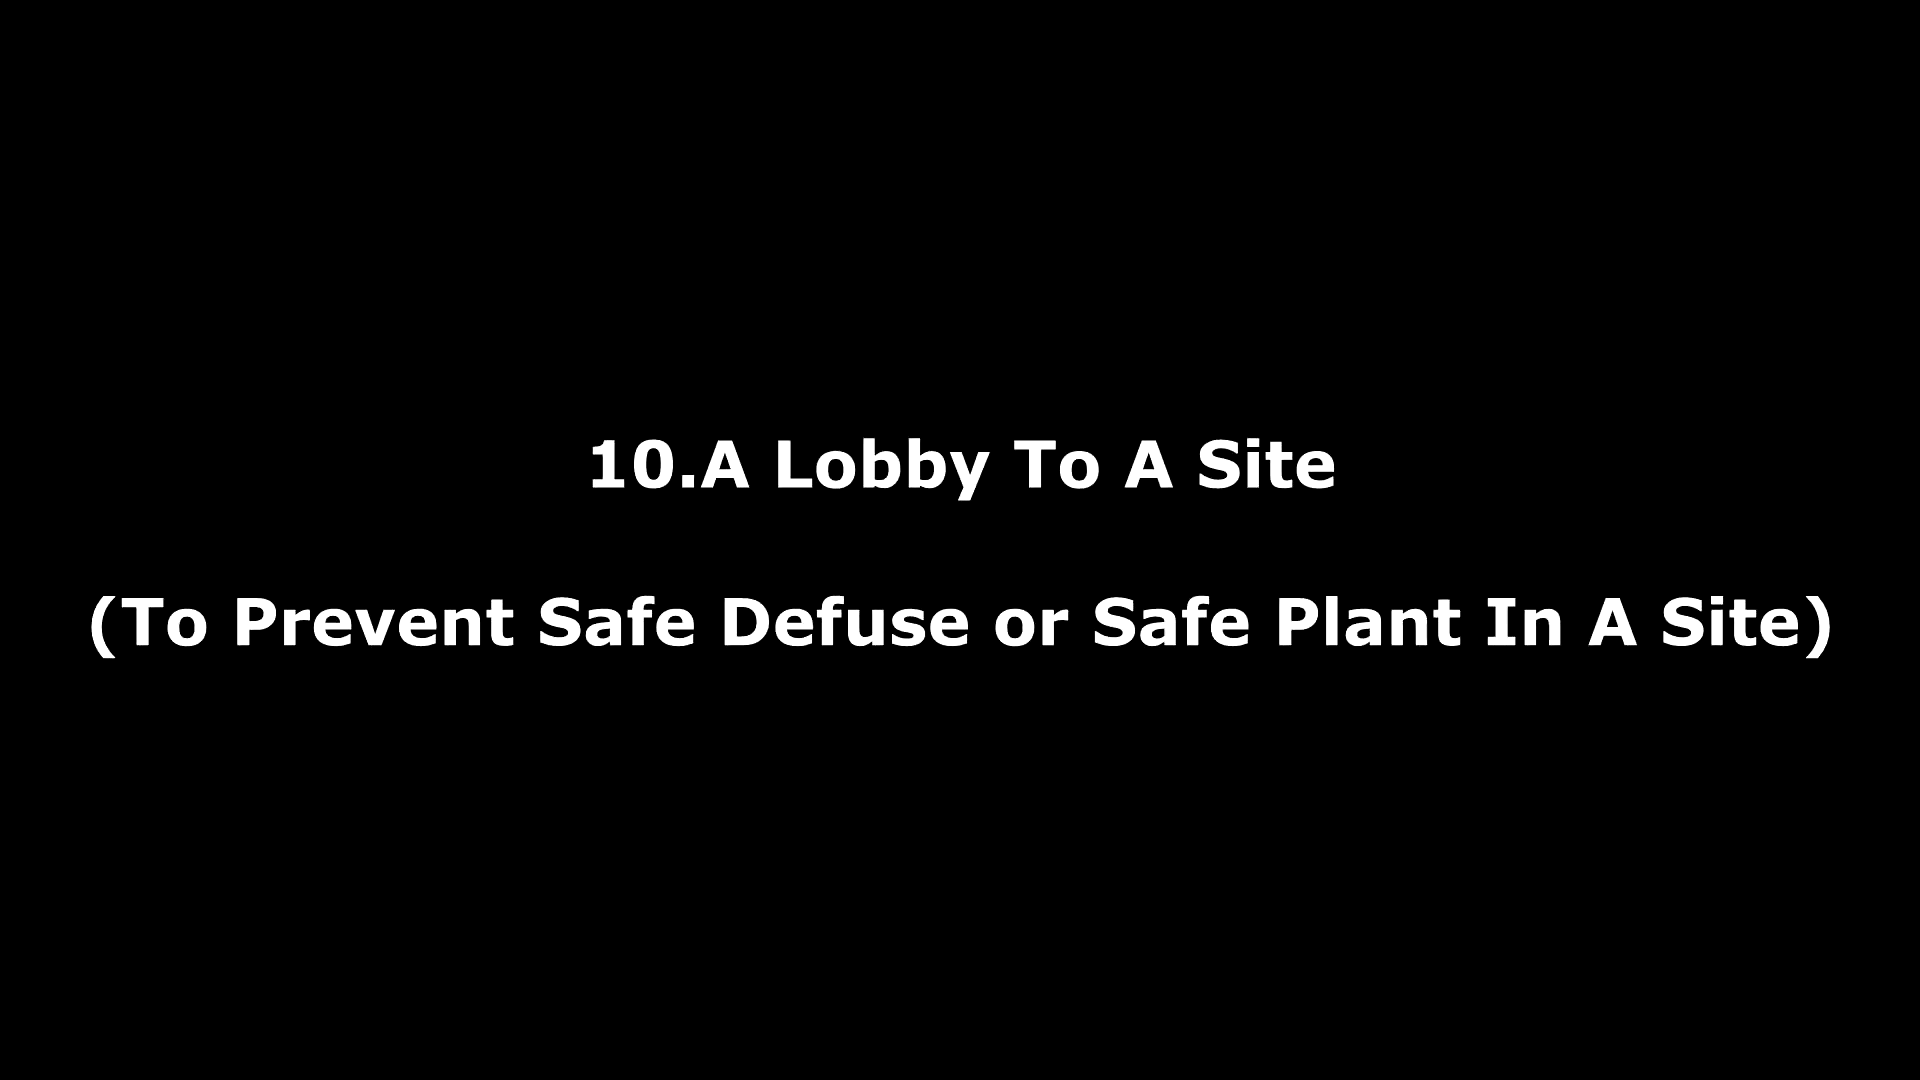 10.A Lobby To A Site
(To Prevent Safe Defuse or Safe Plant In A Site)